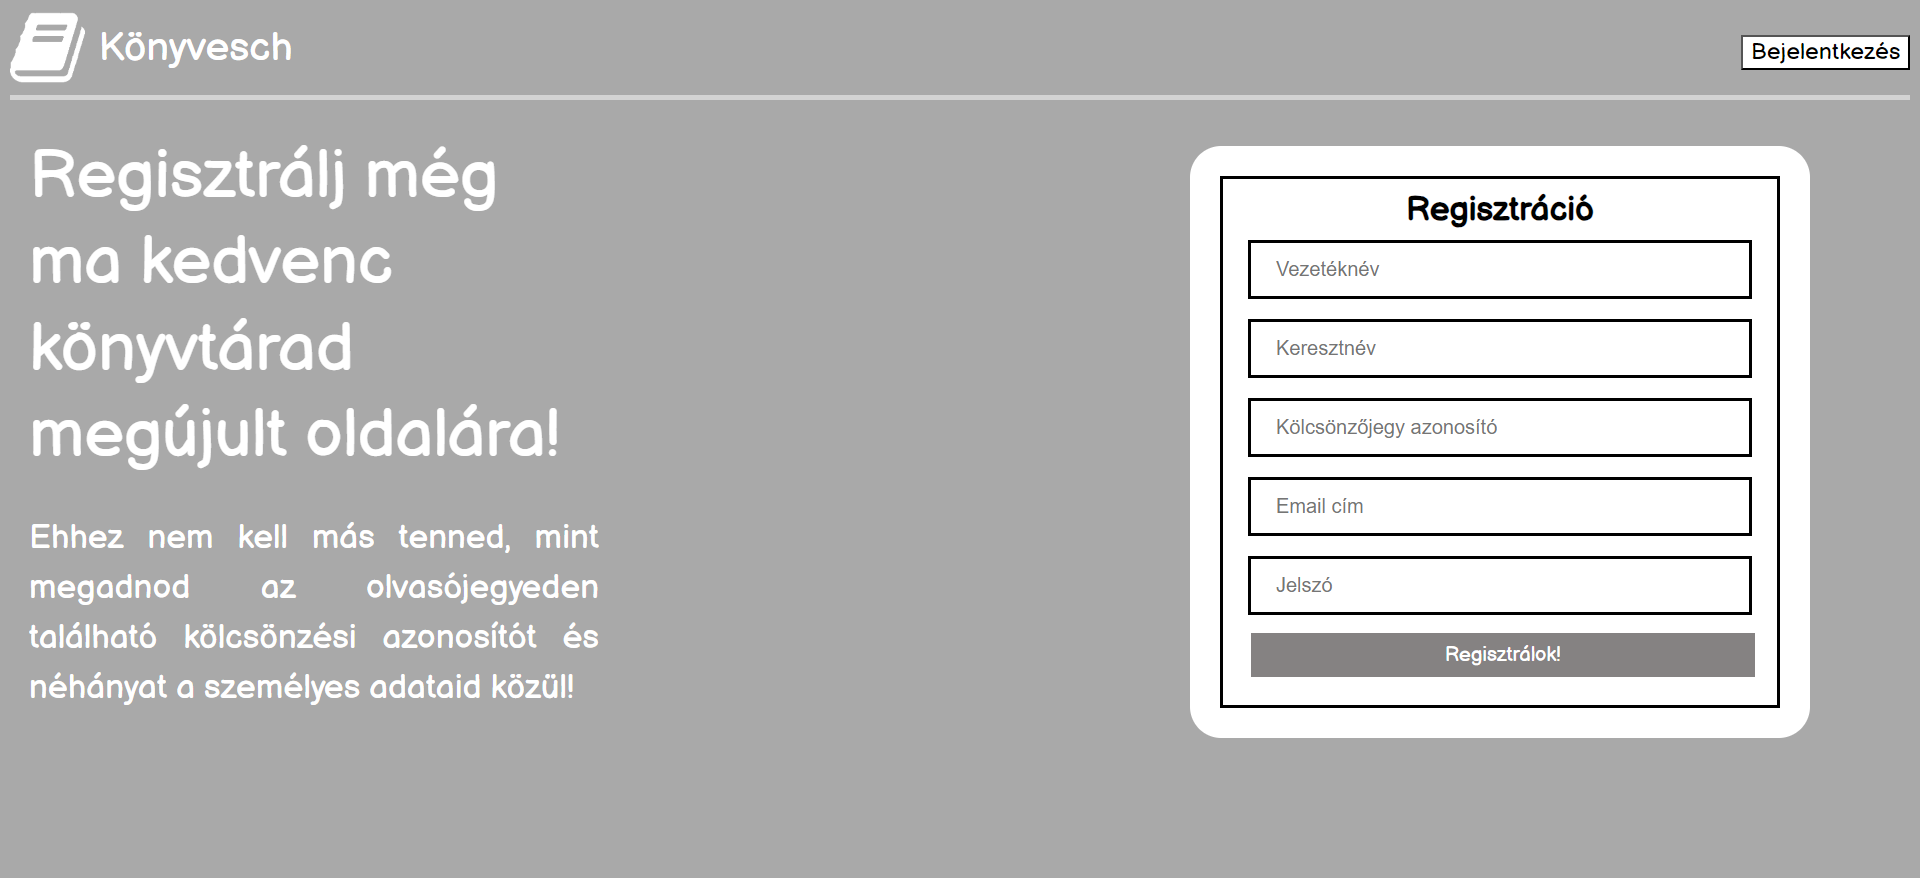 Könyvesch
Bejelentkezés
Regisztrálj még
ma kedvenc
könyvtárad
megújult oldalára!
Ehhez nem kell más tenned, mint
megadnod az olvasójegyeden
található kölcsönzési azonosítót és
néhányat a személyes adataid közül!
Regisztráció
Vezetéknév
Keresztnév
Kölcsönzőjegy azonosító
Email cím
Jelszó
Regisztrálok!